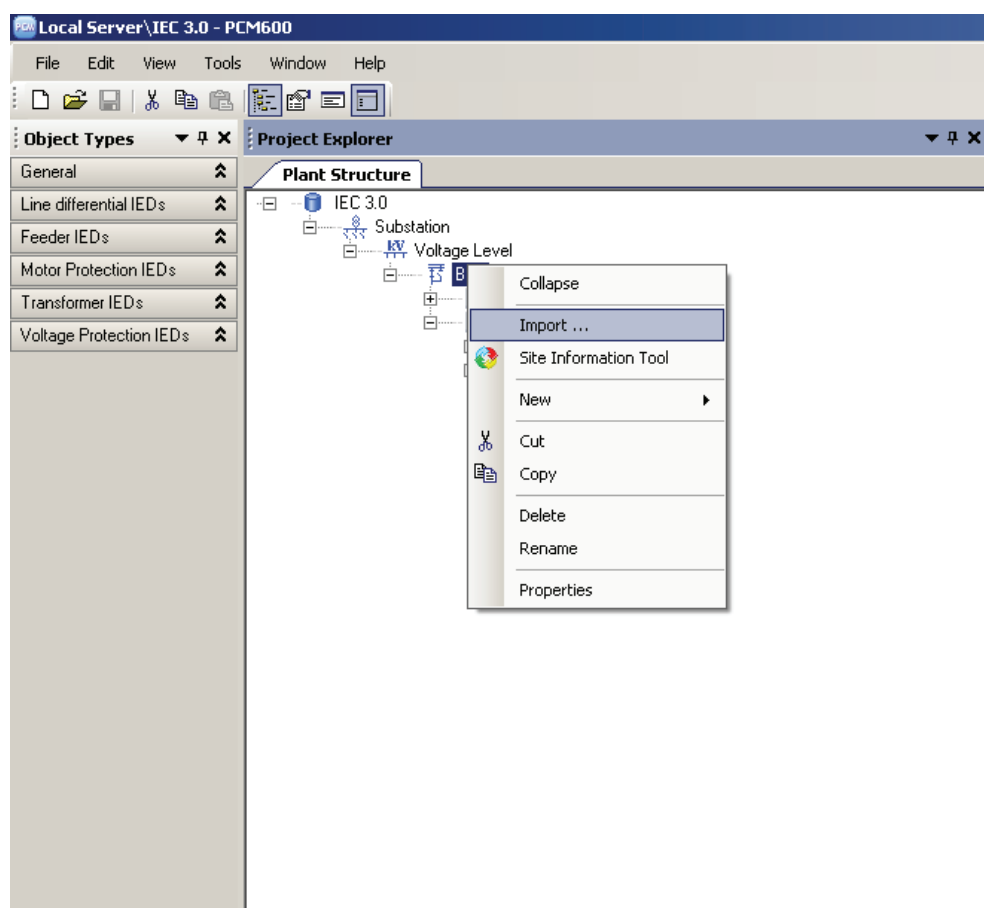 Local Server\IEC 3.0 - PCM600
File Edit View Tools Window Help
Object Types
Project Explorer
General
Line differential IEDs
Feeder IEDs
Motor Protection IEDs
Transformer IEDs
Voltage Protection IEDs
Plant Structure
IEC 3.0
Substation
Voltage Level
Collapse
Import ...
Site Information Tool
New
Cut
Copy
Delete
Rename
Properties